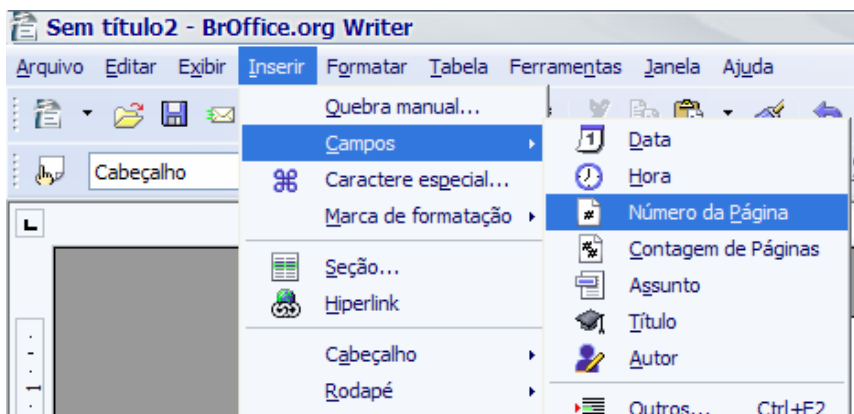 Sem título2 - BrOffice.org Writer
Arquivo Editar Exibir Inserir Formatar Tabela Ferramentas Janela Ajuda
Cabeçalho
Quebra manual...
Campos
Caractere especial...
Marca de formatação
Seção...
Hiperlink
Cabeçalho
Rodapé
Data
Hora
Número da Página
Contagem de Páginas
Assunto
Título
Autor
Outros... Ctrl+F2
1